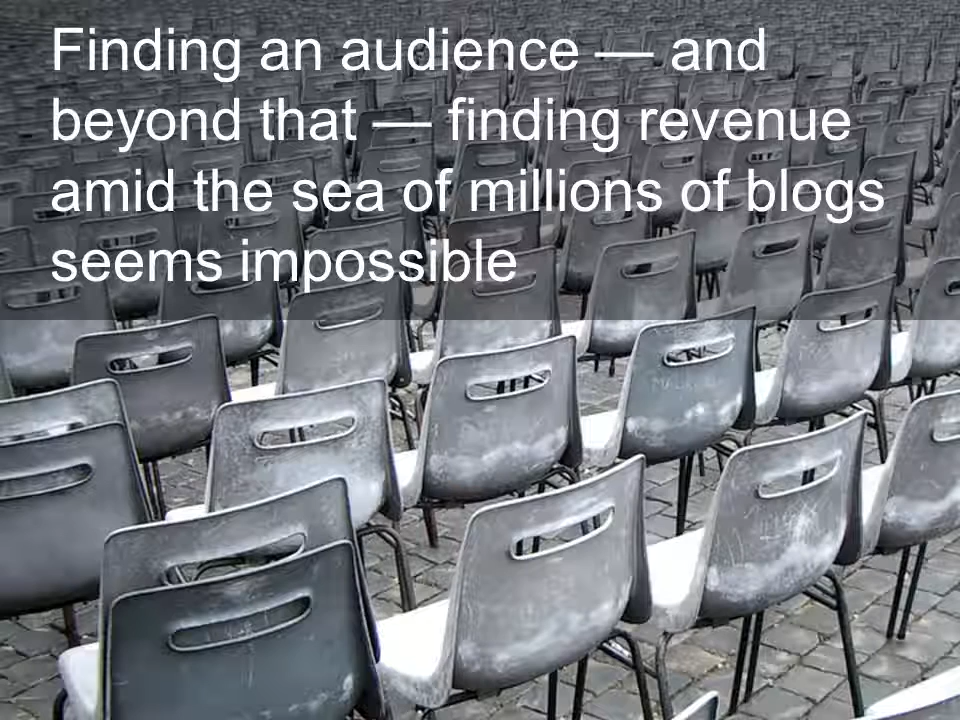 Finding an audience — and
beyond that — finding revenue
amid the sea of millions of blogs
seems impossible